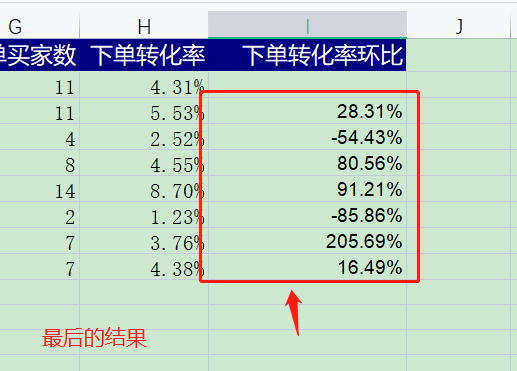 G H I J
单买家数 下单转化率 下单转化率环比
11 4.31%
11 5.53% 28.31%
4 2.52% -54.43%
8 4.55% 80.56%
14 8.70% 91.21%
2 1.23% -85.86%
7 3.76% 205.69%
7 4.38% 16.49%
最后的结果